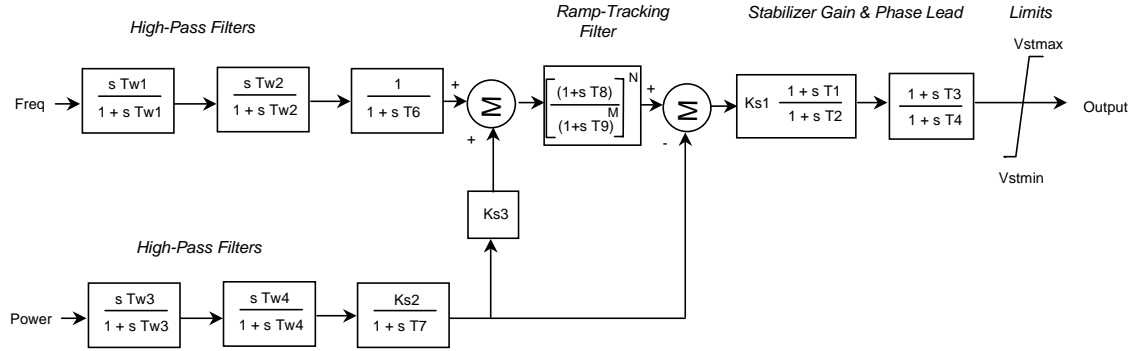 Ramp-Tracking
Filter
Stabilizer Gain & Phase Lead
Limits
High-Pass Filters
Vstmax
Freq
s Tw1
1 + s Tw1
s Tw2
1 + s Tw2
1
1 + s T6
+
+
M
(1+s T8)
(1+s T9)
M
N
+
-
M
Ks1
1 + s T1
1 + s T2
1 + s T3
1 + s T4
Output
Vstmin
Ks3
High-Pass Filters
Power
s Tw3
1 + s Tw3
s Tw4
1 + s Tw4
Ks2
1 + s T7